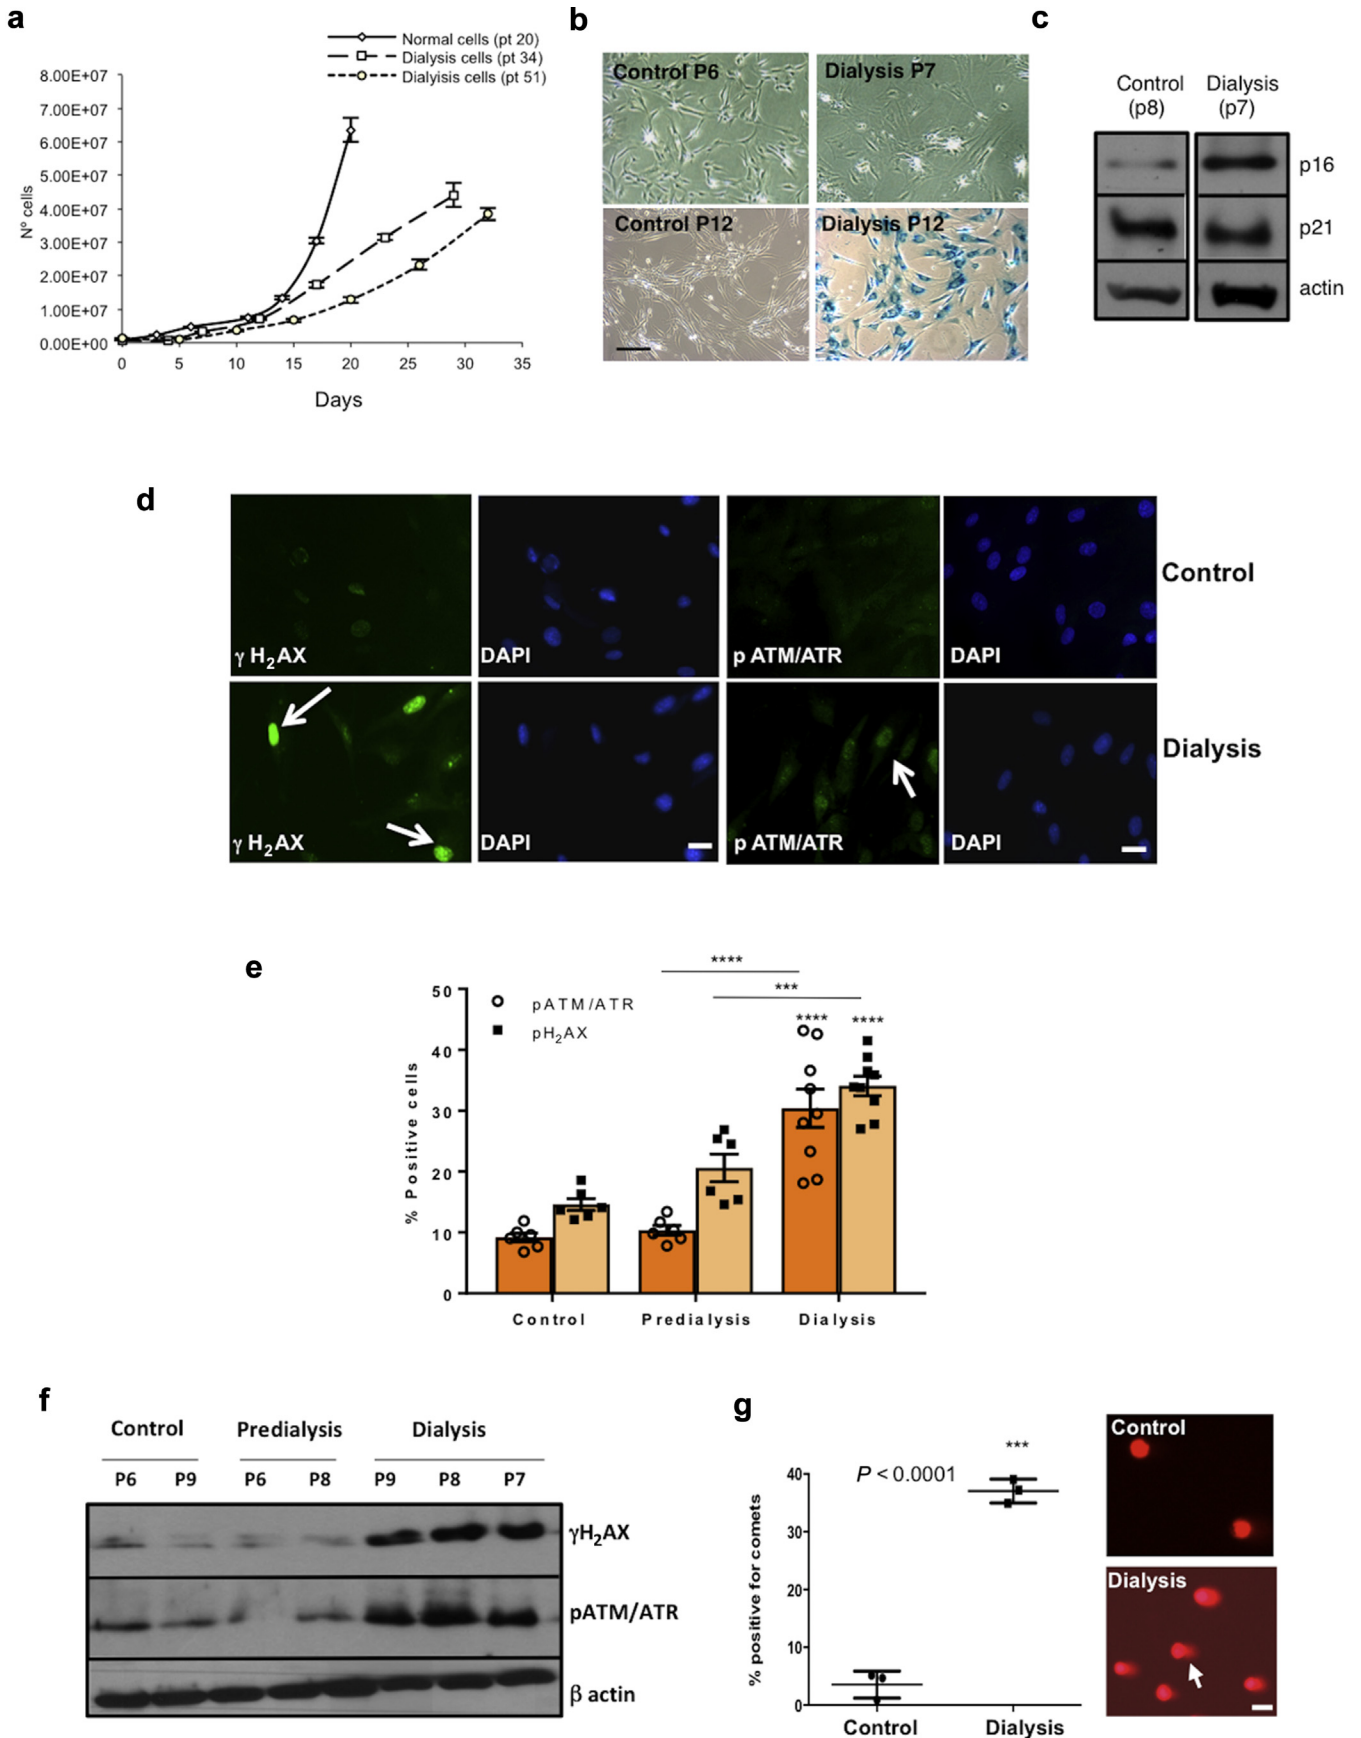 a
Normal cells (pt 20)
Dialysis cells (pt 34)
Dialyisis cells (pt 51)
8.00E+07
7.00E+07
6.00E+07
5.00E+07
4.00E+07
3.00E+07
2.00E+07
1.00E+07
0.00E+00
Nº cells
0 5 10 15 20 25 30 35
Days
b
Control P6
Dialysis P7
Control P12
Dialysis P12
c
Control (p8)
Dialysis (p7)
p16
p21
actin
d
γ H2AX
DAPI
p ATM/ATR
DAPI
Control
γ H2AX
DAPI
p ATM/ATR
DAPI
Dialysis
e
****
***
**** ****
pATM/ATR
pH2AX
50
40
30
20
10
0
% Positive cells
Control Predialysis Dialysis
f
Control Predialysis Dialysis
P6 P9 P6 P8 P9 P8 P7
γH2AX
pATM/ATR
β actin
g
***
P < 0.0001
40
30
20
10
0
% positive for comets
Control Dialysis
Control
Dialysis